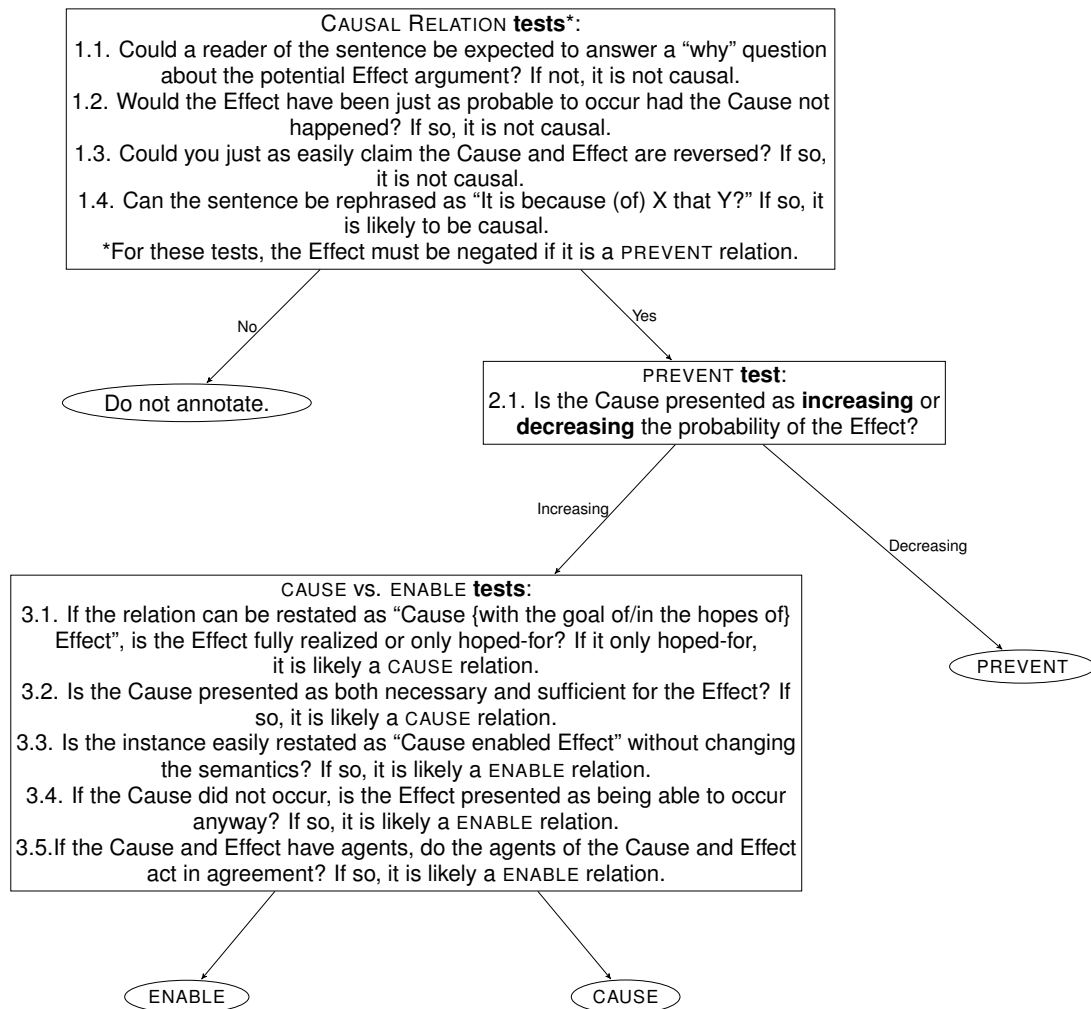 CAUSAL RELATION tests*:
1.1. Could a reader of the sentence be expected to answer a “why” question
about the potential Effect argument? If not, it is not causal.
1.2. Would the Effect have been just as probable to occur had the Cause not
happened? If so, it is not causal.
1.3. Could you just as easily claim the Cause and Effect are reversed? If so,
it is not causal.
1.4. Can the sentence be rephrased as “It is because (of) X that Y?” If so, it
is likely to be causal.
*For these tests, the Effect must be negated if it is a PREVENT relation.
No
Yes
Do not annotate.
PREVENT test:
2.1. Is the Cause presented as increasing or
decreasing the probability of the Effect?
Increasing
Decreasing
CAUSE vs. ENABLE tests:
3.1. If the relation can be restated as “Cause {with the goal of/in the hopes of}
Effect”, is the Effect fully realized or only hoped-for? If it only hoped-for,
it is likely a CAUSE relation.
3.2. Is the Cause presented as both necessary and sufficient for the Effect? If
so, it is likely a CAUSE relation.
3.3. Is the instance easily restated as “Cause enabled Effect” without changing
the semantics? If so, it is likely a ENABLE relation.
3.4. If the Cause did not occur, is the Effect presented as being able to occur
anyway? If so, it is likely a ENABLE relation.
3.5.If the Cause and Effect have agents, do the agents of the Cause and Effect
act in agreement? If so, it is likely a ENABLE relation.
PREVENT
ENABLE
CAUSE